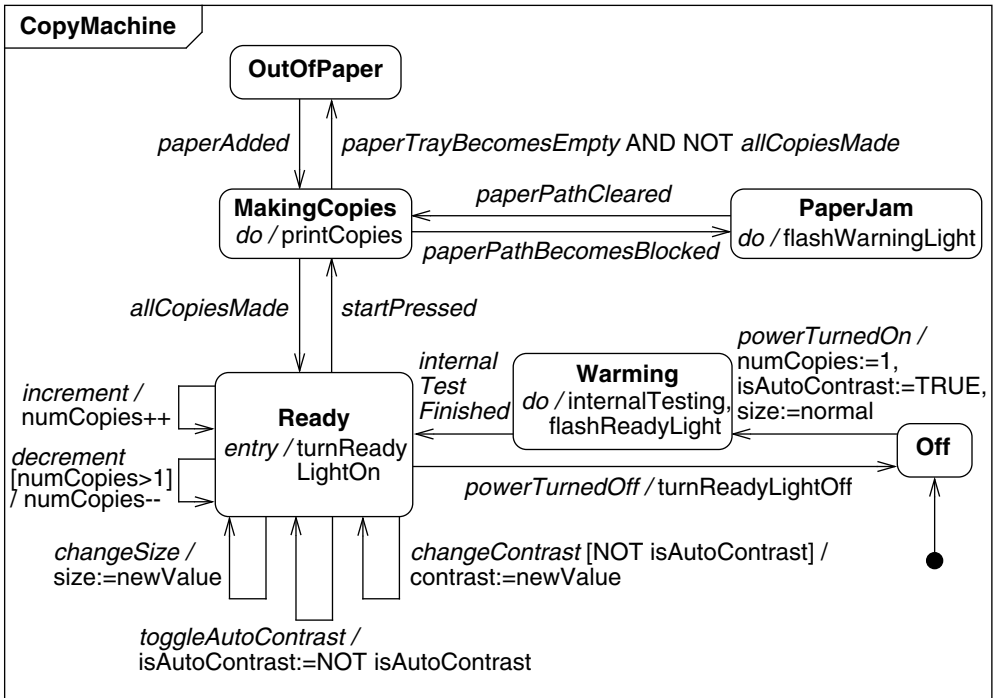 CopyMachine
OutOfPaper
paperAdded
paperTrayBecomesEmpty AND NOT allCopiesMade
MakingCopies
do / printCopies
paperPathCleared
paperPathBecomesBlocked
PaperJam
do / flashWarningLight
allCopiesMade
startPressed
increment /
numCopies++
decrement
[numCopies>1]
/ numCopies--
Ready
entry / turnReady
LightOn
internal
Test
Finished
Warming
do / internalTesting,
flashReadyLight
powerTurnedOn /
numCopies:=1,
isAutoContrast:=TRUE,
size:=normal
Off
powerTurnedOff / turnReadyLightOff
changeSize /
size:=newValue
changeContrast [NOT isAutoContrast] /
contrast:=newValue
toggleAutoContrast /
isAutoContrast:=NOT isAutoContrast